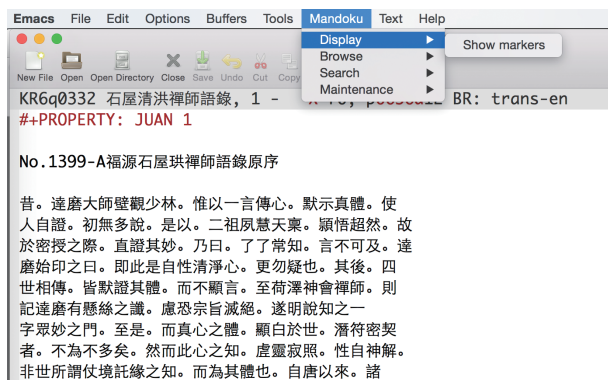 Emacs File Edit Options Buffers Tools Mandoku Text Help
Display Show markers
Browse
Search
Maintenance
New File Open Open Directory Close Save Undo Cut Copy
KR6q0332 石屋清洪禪師語錄, 1 - BR: trans-en
#+PROPERTY: JUAN 1
No.1399-A福源石屋珙禪師語錄原序
昔。達磨大師壁觀少林。惟以一言傳心。默示真體。使
人自證。初無多說。是以。二祖夙慧天稟。頴悟超然。故
於密授之際。直證其妙。乃曰。了了常知。言不可及。達
磨始印之曰。即此是自性清淨心。更勿疑也。其後。四
世相傳。皆默證其體。而不顯言。至荷澤神會禪師。則
記達磨有懸絲之讖。慮恐宗旨滅絕。遂明說知之一
字眾妙之門。至是。而真心之體。顯白於世。潛符密契
者。不為不多矣。然而此心之知。虛靈寂照。性自神解。
非世所謂仗境託緣之知。而為其體也。自唐以來。諸